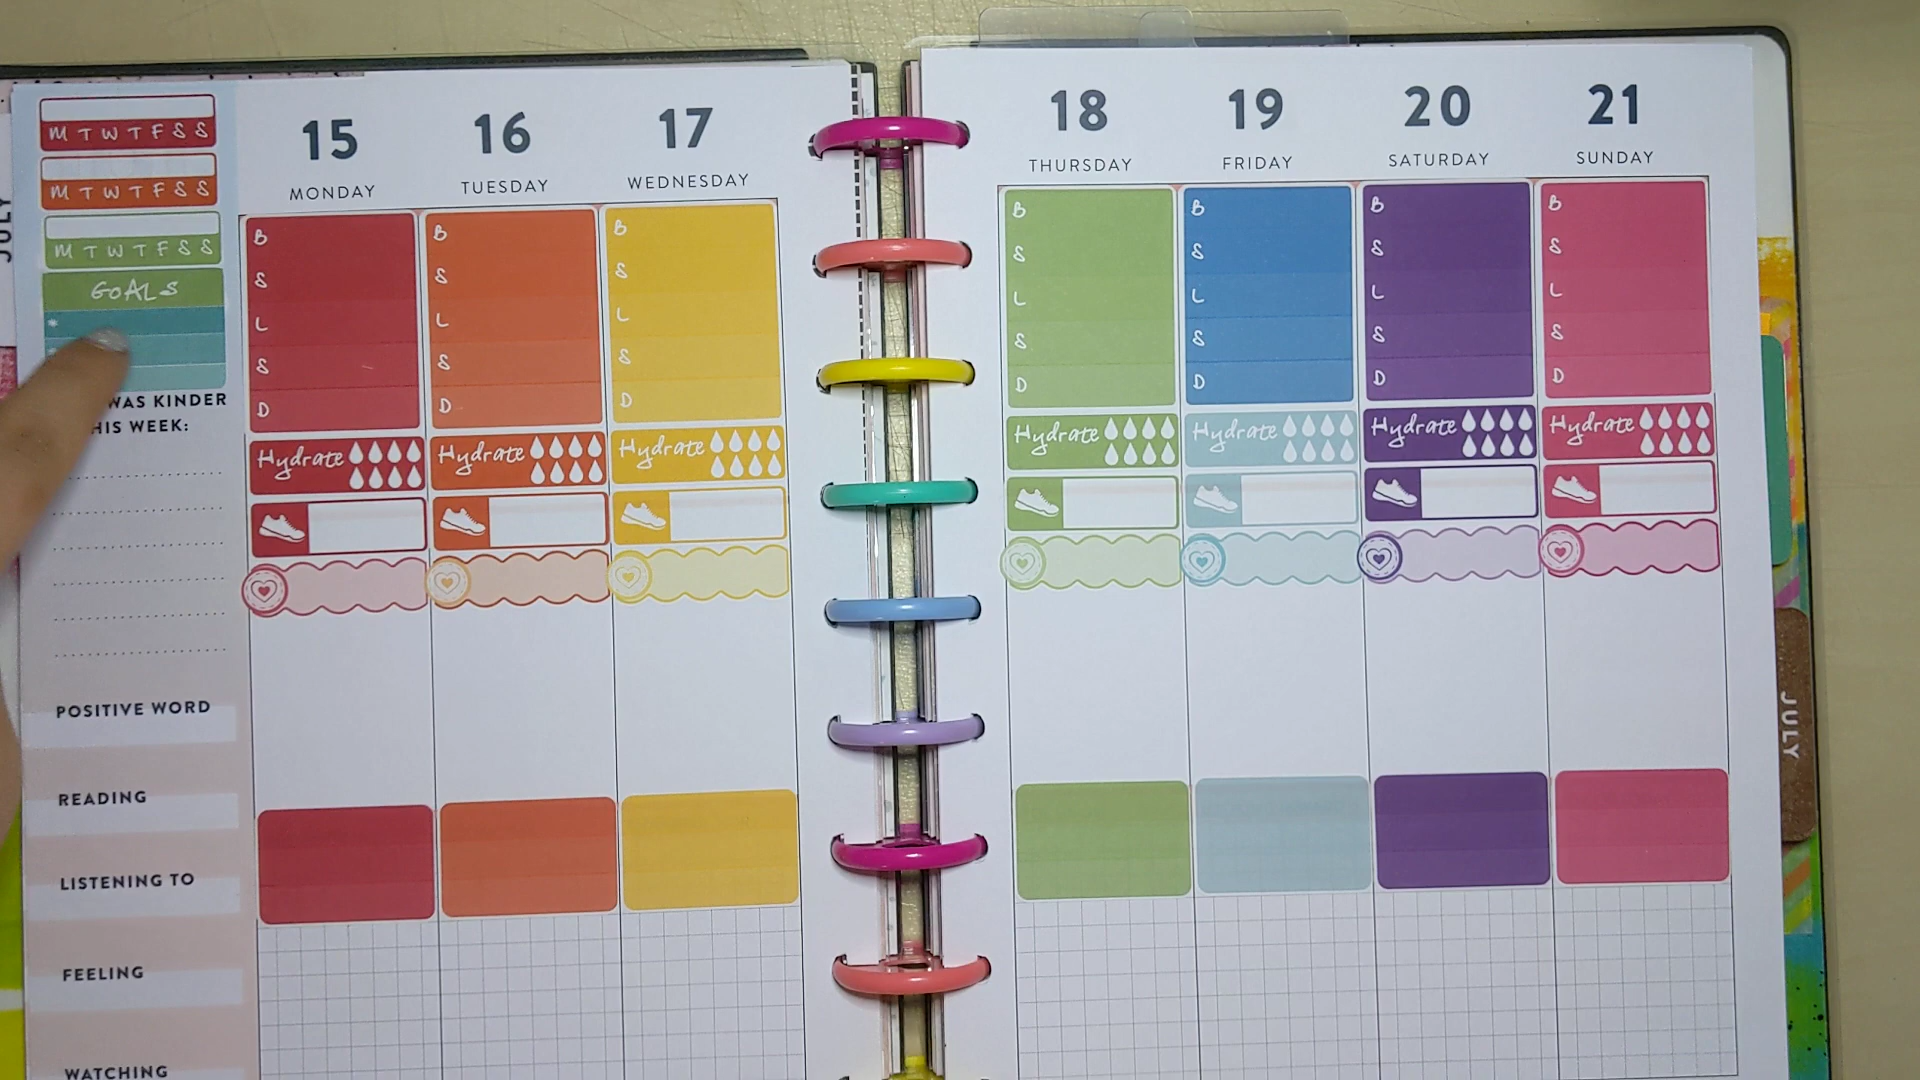 M T W T F S S
M T W T F S S
M T W T F S S
GOALS
WAS KINDER
THIS WEEK:
POSITIVE WORD
READING
LISTENING TO
FEELING
WATCHING
JULY
15
MONDAY
B
S
L
S
D
Hydrate
16
TUESDAY
B
S
L
S
D
Hydrate
17
WEDNESDAY
B
S
L
S
D
Hydrate
18
THURSDAY
B
S
L
S
D
Hydrate
19
FRIDAY
B
S
L
S
D
Hydrate
20
SATURDAY
B
S
L
S
D
Hydrate
21
SUNDAY
B
S
L
S
D
Hydrate
JULY